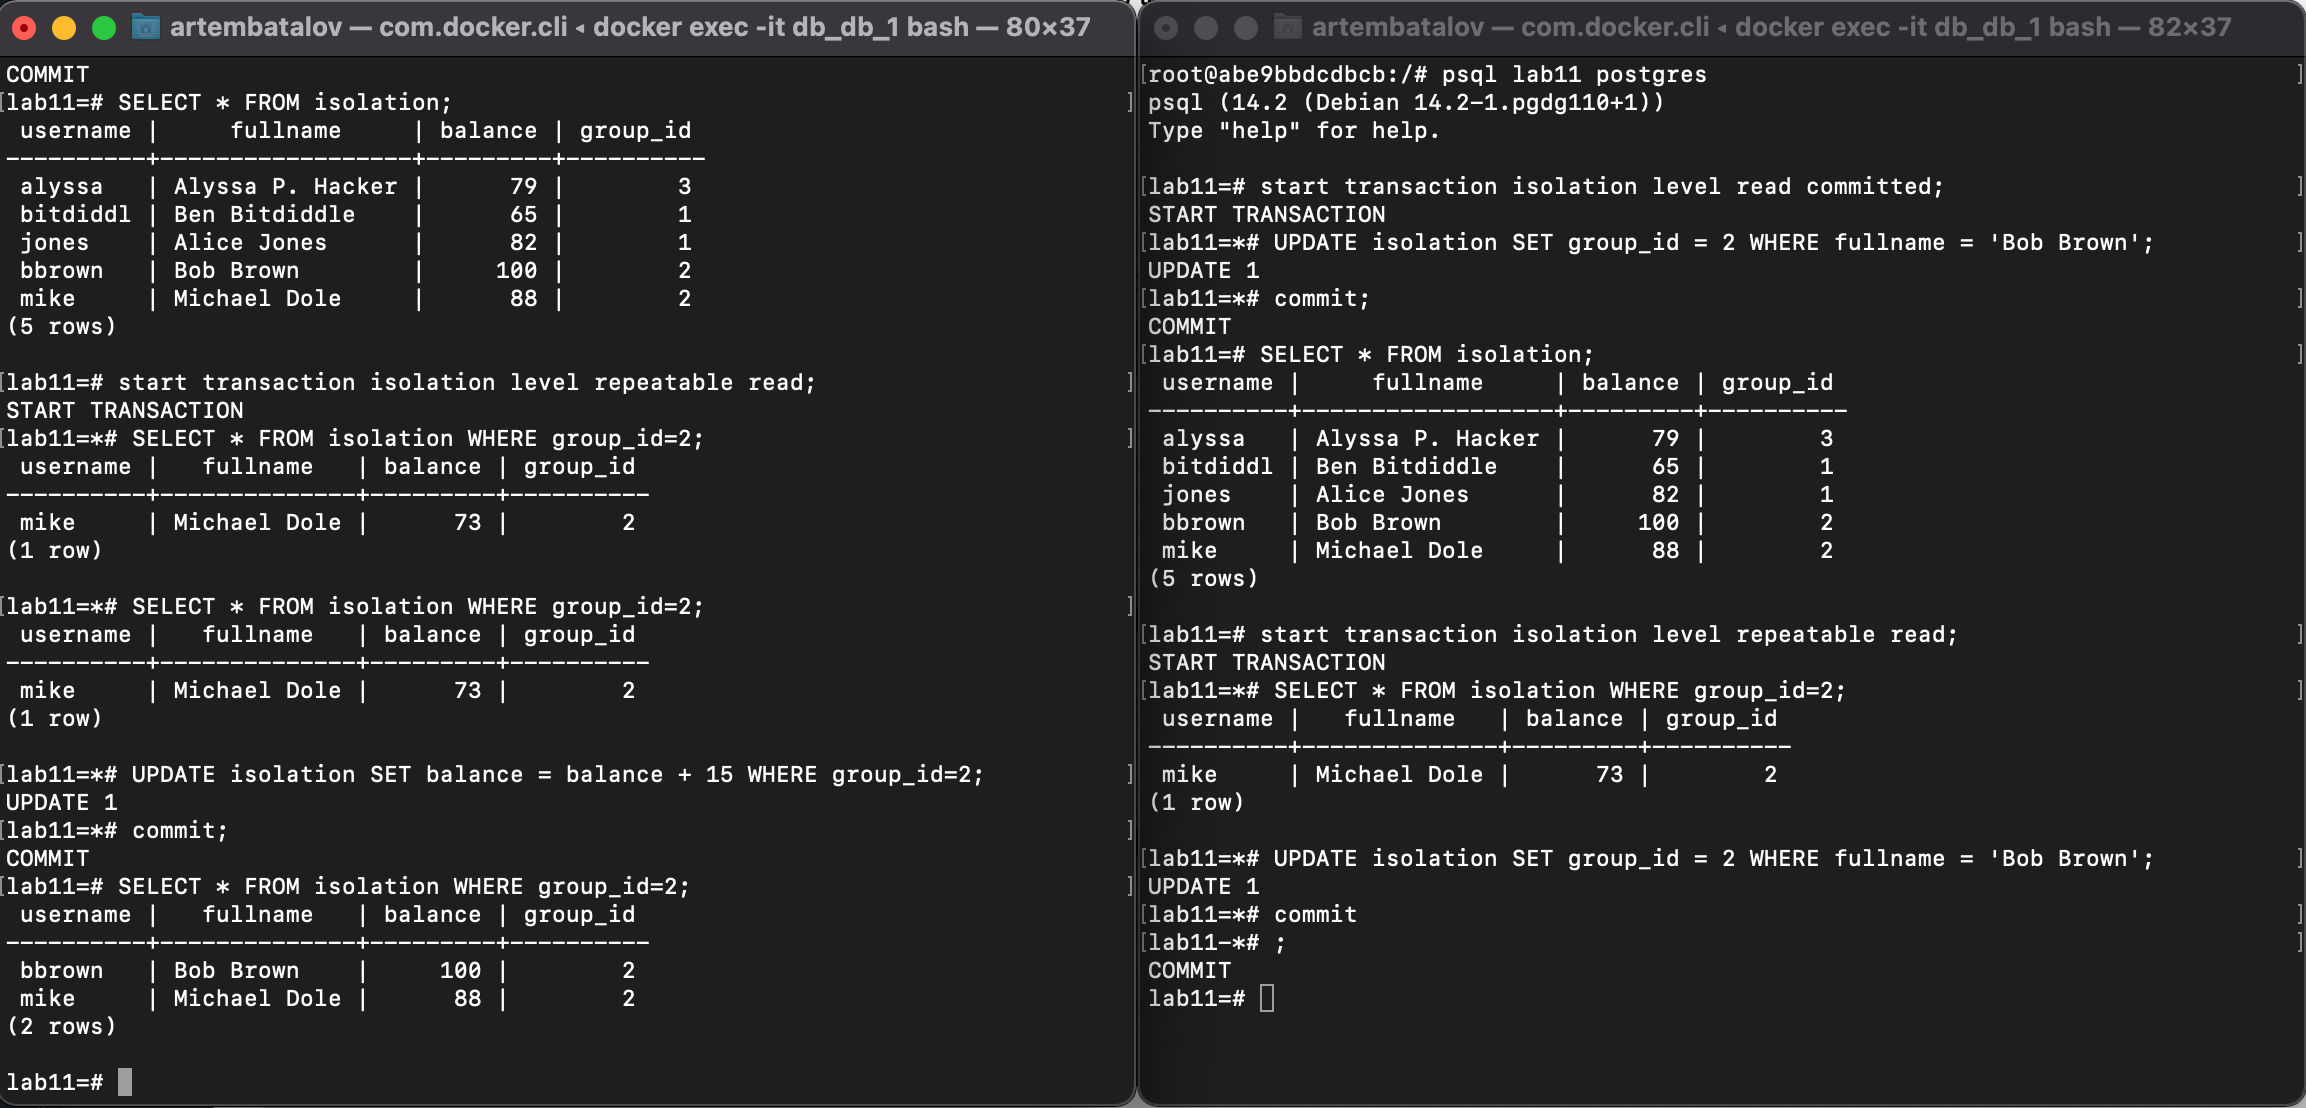 artembatalov — com.docker.cli ◂ docker exec -it db_db_1 bash — 80×37
COMMIT
[lab11=# SELECT * FROM isolation; ]
 username |     fullname     | balance | group_id
----------+------------------+---------+----------
 alyssa   | Alyssa P. Hacker |      79 |        3
 bitdiddl | Ben Bitdiddle    |      65 |        1
 jones    | Alice Jones      |      82 |        1
 bbrown   | Bob Brown        |     100 |        2
 mike     | Michael Dole     |      88 |        2
(5 rows)
[lab11=# start transaction isolation level repeatable read; ]
START TRANSACTION
[lab11=*# SELECT * FROM isolation WHERE group_id=2; ]
 username |   fullname   | balance | group_id
----------+--------------+---------+----------
 mike     | Michael Dole |      73 |        2
(1 row)
[lab11=*# SELECT * FROM isolation WHERE group_id=2; ]
 username |   fullname   | balance | group_id
----------+--------------+---------+----------
 mike     | Michael Dole |      73 |        2
(1 row)
[lab11=*# UPDATE isolation SET balance = balance + 15 WHERE group_id=2; ]
UPDATE 1
[lab11=*# commit; ]
COMMIT
[lab11=# SELECT * FROM isolation WHERE group_id=2; ]
 username |   fullname   | balance | group_id
----------+--------------+---------+----------
 bbrown   | Bob Brown    |     100 |        2
 mike     | Michael Dole |      88 |        2
(2 rows)
lab11=#
artembatalov — com.docker.cli ◂ docker exec -it db_db_1 bash — 82×37
[root@abe9bbdcdbcb:/# psql lab11 postgres ]
psql (14.2 (Debian 14.2-1.pgdg110+1))
Type "help" for help.
[lab11=# start transaction isolation level read committed; ]
START TRANSACTION
[lab11=*# UPDATE isolation SET group_id = 2 WHERE fullname = 'Bob Brown'; ]
UPDATE 1
[lab11=*# commit; ]
COMMIT
[lab11=# SELECT * FROM isolation; ]
 username |     fullname     | balance | group_id
----------+------------------+---------+----------
 alyssa   | Alyssa P. Hacker |      79 |        3
 bitdiddl | Ben Bitdiddle    |      65 |        1
 jones    | Alice Jones      |      82 |        1
 bbrown   | Bob Brown        |     100 |        2
 mike     | Michael Dole     |      88 |        2
(5 rows)
[lab11=# start transaction isolation level repeatable read; ]
START TRANSACTION
[lab11=*# SELECT * FROM isolation WHERE group_id=2; ]
 username |   fullname   | balance | group_id
----------+--------------+---------+----------
 mike     | Michael Dole |      73 |        2
(1 row)
[lab11=*# UPDATE isolation SET group_id = 2 WHERE fullname = 'Bob Brown'; ]
UPDATE 1
[lab11=*# commit ]
[lab11-*# ; ]
COMMIT
lab11=#